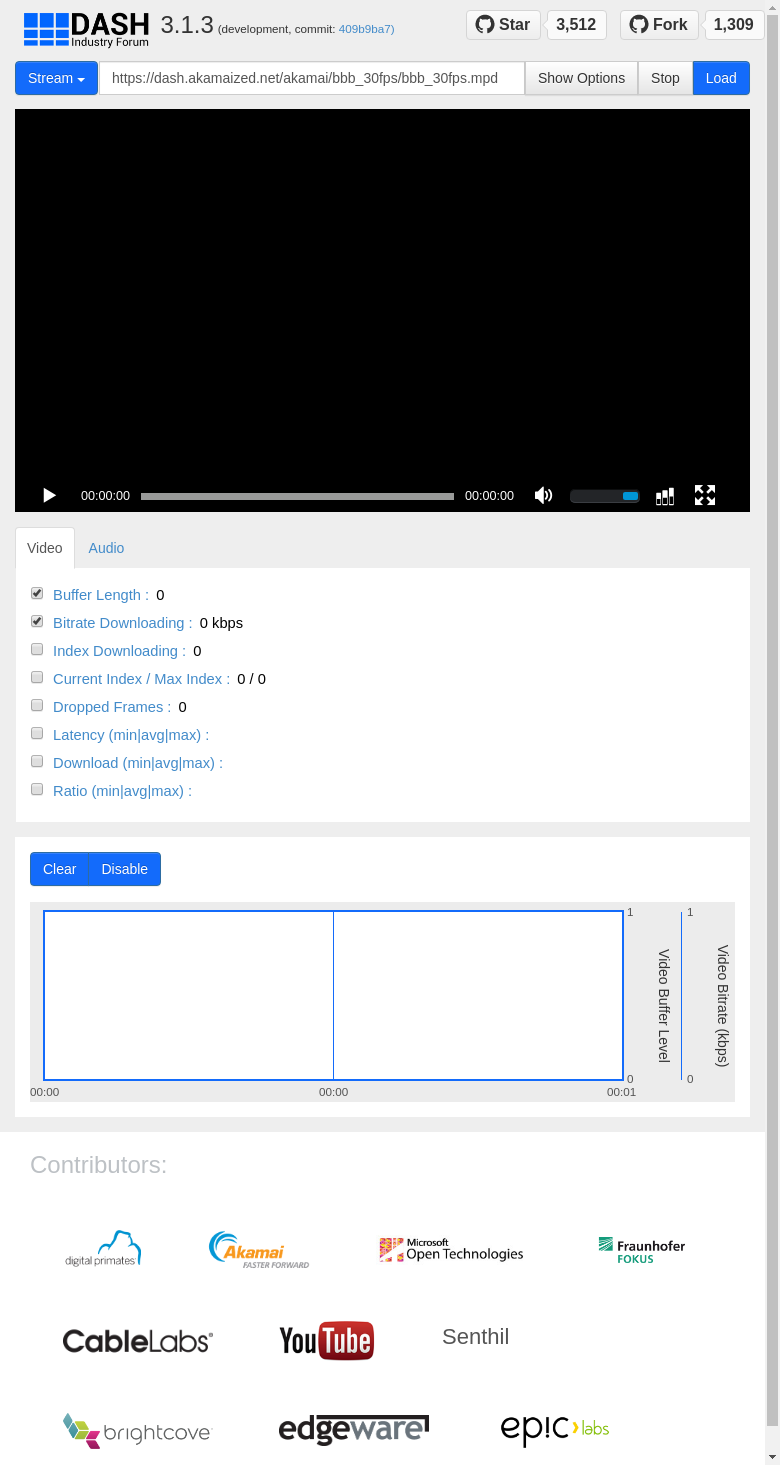 DASH
Industry Forum
3.1.3 (development, commit: 409b9ba7)
Star 3,512 Fork 1,309
Stream https://dash.akamaized.net/akamai/bbb_30fps/bbb_30fps.mpd Show Options Stop Load
00:00:00 00:00:00
Video Audio
Buffer Length : 0
Bitrate Downloading : 0 kbps
Index Downloading : 0
Current Index / Max Index : 0 / 0
Dropped Frames : 0
Latency (min|avg|max) :
Download (min|avg|max) :
Ratio (min|avg|max) :
Clear Disable
1 1
Video Buffer Level
Video Bitrate (kbps)
0 0
00:00 00:00 00:01
Contributors:
digital primates
Akamai
FASTER FORWARD
Microsoft
Open Technologies
Fraunhofer
FOKUS
CableLabs®
YouTube
Senthil
brightcove
edgeware
epic labs